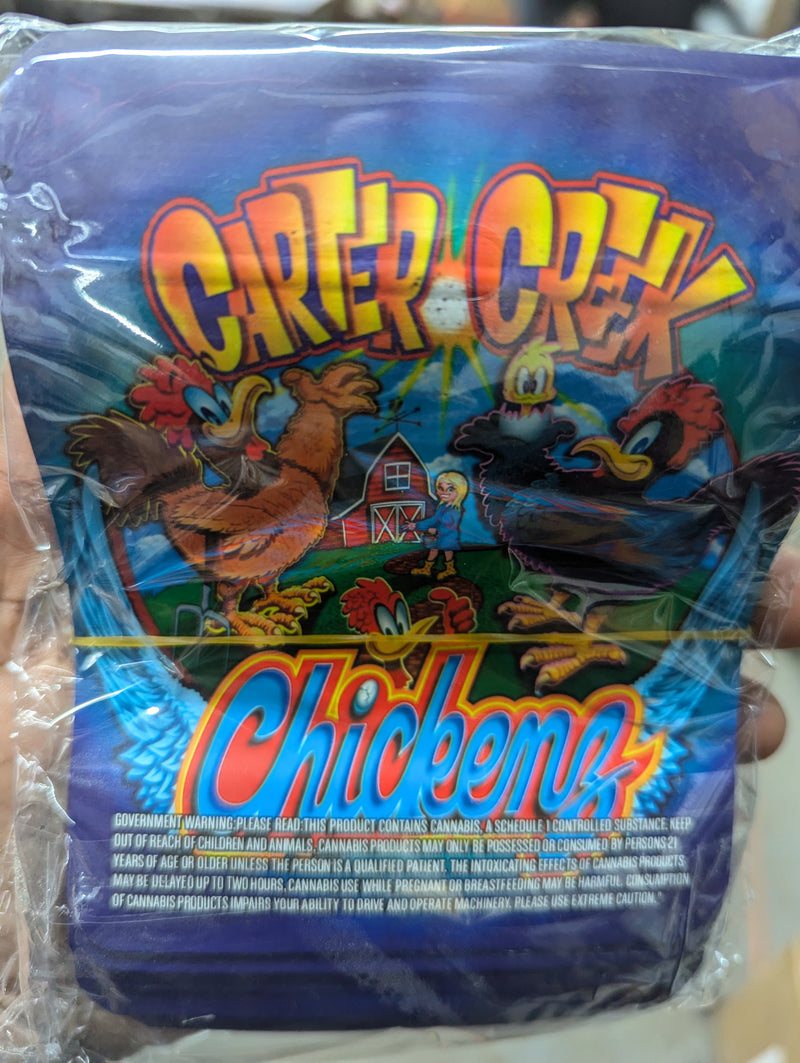 CARTER CREEK
Chickenz
GOVERNMENT WARNING:PLEASE READ:THIS PRODUCT CONTAINS CANNABIS, A SCHEDULE 1 CONTROLLED SUBSTANCE. KEEP
OUT OF REACH OF CHILDREN AND ANIMALS. CANNABIS PRODUCTS MAY ONLY BE POSSESSED OR CONSUMED BY PERSONS 21
YEARS OF AGE OR OLDER UNLESS THE PERSON IS A QUALIFIED PATIENT. THE INTOXICATING EFFECTS OF CANNABIS PRODUCTS
MAY BE DELAYED UP TO TWO HOURS. CANNABIS USE WHILE PREGNANT OR BREASTFEEDING MAY BE HARMFUL. CONSUMPTION
OF CANNABIS PRODUCTS IMPAIRS YOUR ABILITY TO DRIVE AND OPERATE MACHINERY. PLEASE USE EXTREME CAUTION."